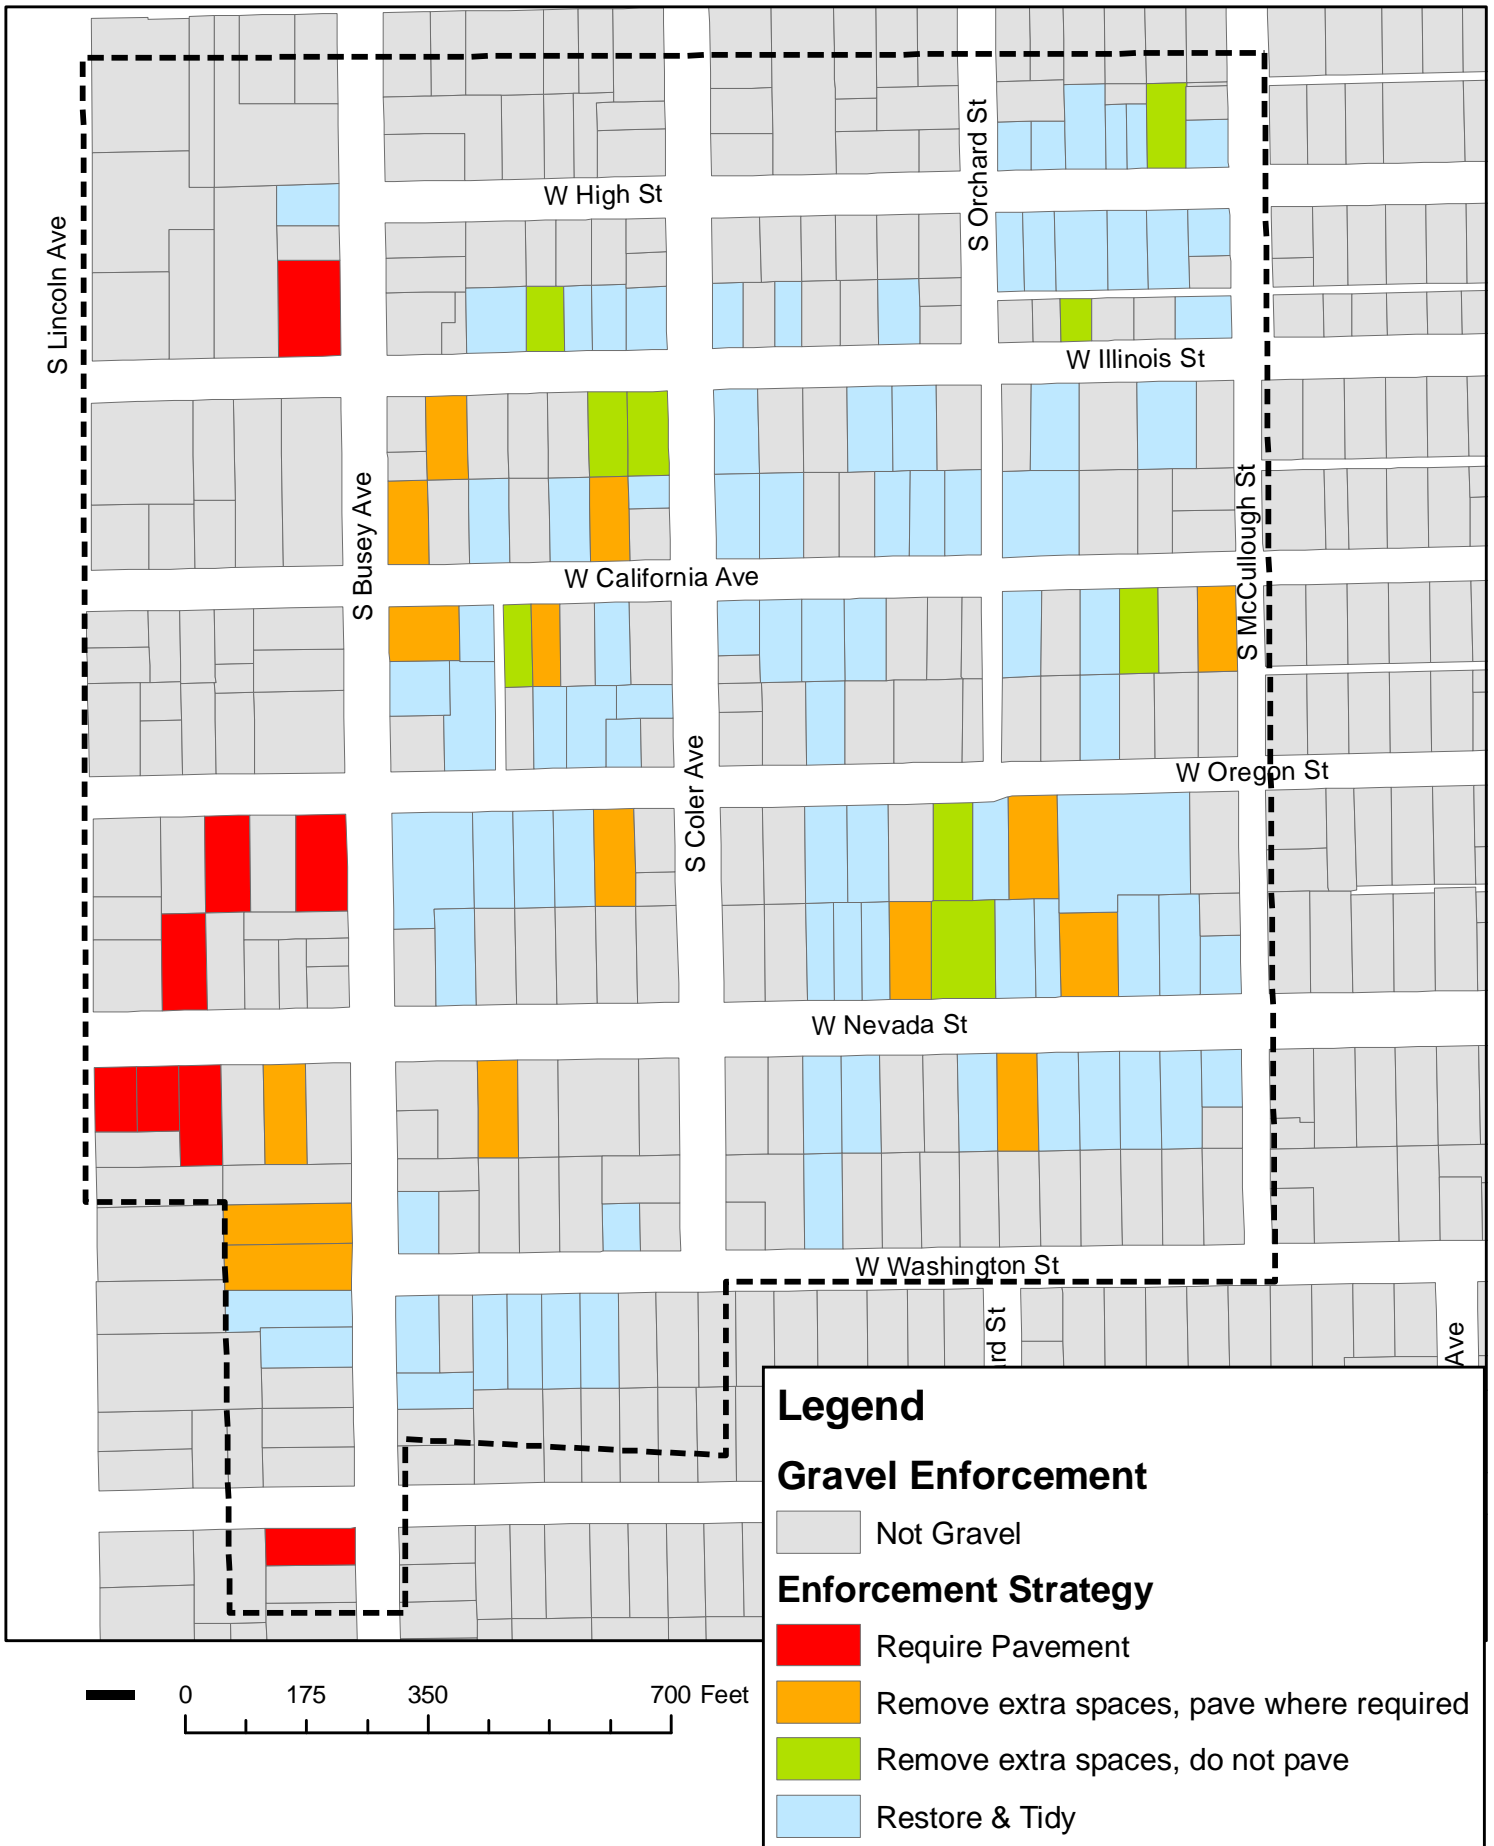 W High St
S Orchard St
S Lincoln Ave
W Illinois St
S Busey Ave
S McCullough St
W California Ave
W Oregon St
S Coler Ave
W Nevada St
W Washington St
ard St
Ave
Legend
Gravel Enforcement
Not Gravel
Enforcement Strategy
Require Pavement
Remove extra spaces, pave where required
Remove extra spaces, do not pave
Restore & Tidy
0 175 350 700 Feet